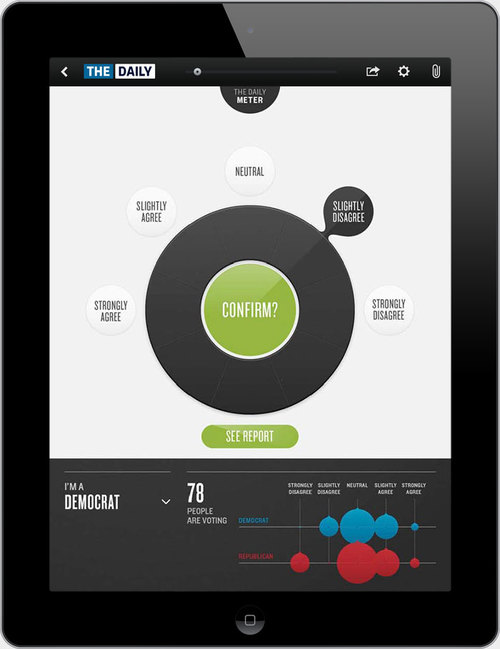 THE DAILY
THE DAILY
METER
NEUTRAL
SLIGHTLY
AGREE
SLIGHTLY
DISAGREE
STRONGLY
AGREE
CONFIRM?
STRONGLY
DISAGREE
SEE REPORT
I'M A
DEMOCRAT
78
PEOPLE
ARE VOTING
STRONGLY
DISAGREE
SLIGHTLY
DISAGREE
NEUTRAL
SLIGHTLY
AGREE
STRONGLY
AGREE
DEMOCRAT
REPUBLICAN